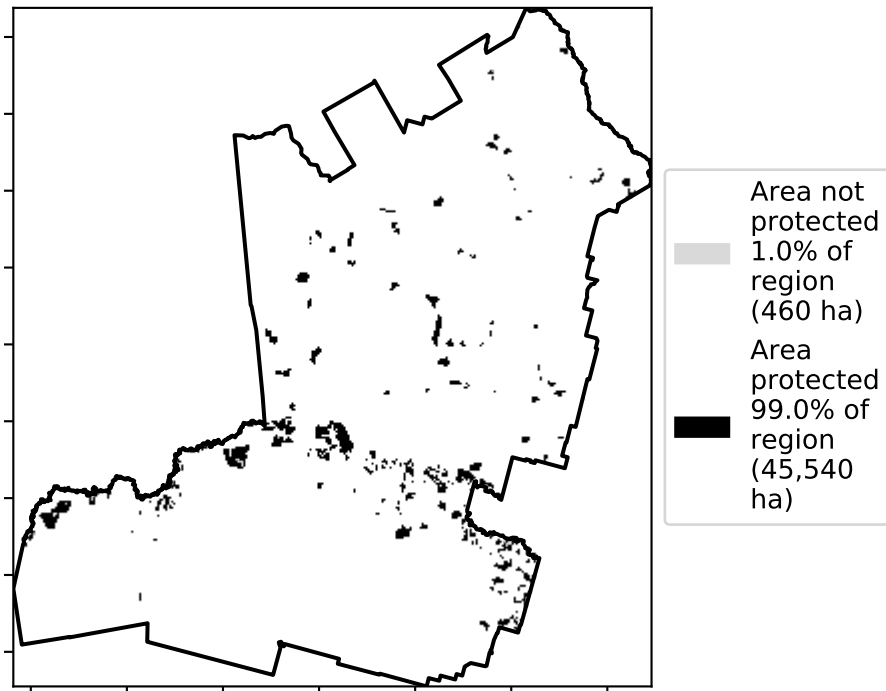 Area not
protected
1.0% of
region
(460 ha)
Area
protected
99.0% of
region
(45,540
ha)